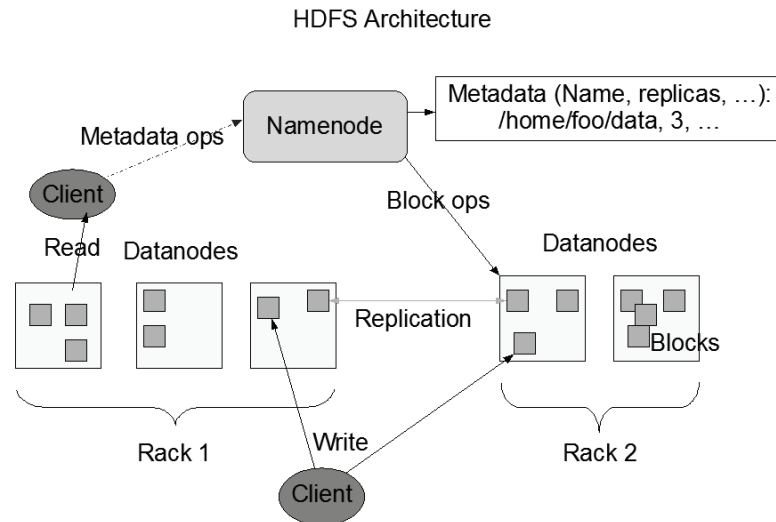 HDFS Architecture
Metadata (Name, replicas, ...):
/home/foo/data, 3, ...
Namenode
Metadata ops
Client
Block ops
Read
Datanodes
Datanodes
Replication
Blocks
Rack 1
Write
Rack 2
Client